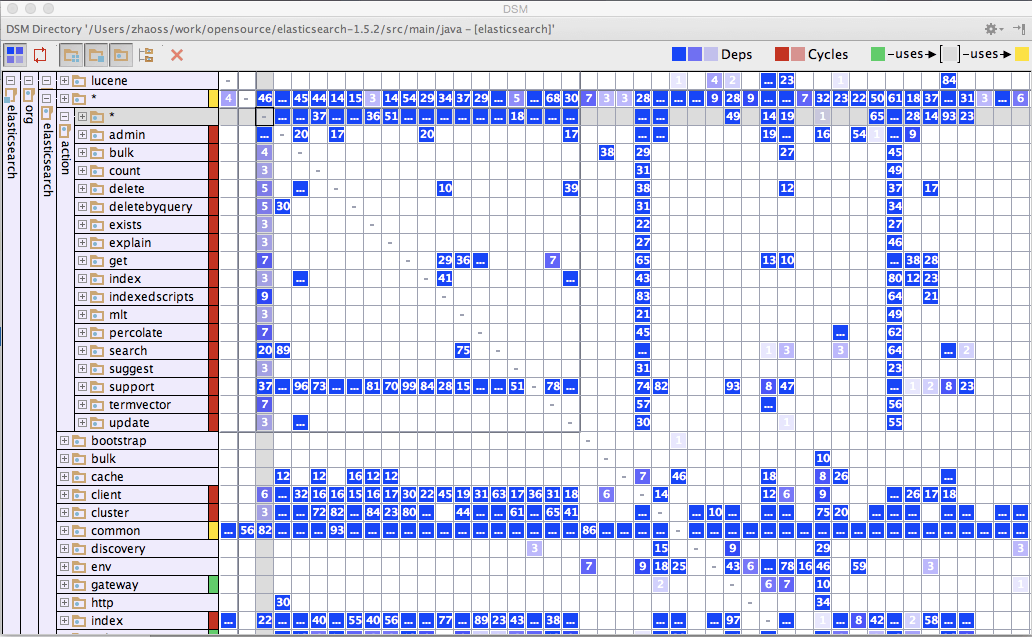 DSM
DSM Directory '/Users/zhaoss/work/opensource/elasticsearch-1.5.2/src/main/java – [elasticsearch]'
Deps Cycles –uses→ –uses→
elasticsearch
org
elasticsearch
action
lucene - 1 4 2 ... 23 1 84
* 4 - 46 ... 45 44 14 15 3 14 54 29 34 37 29 ... 5 ... 68 30 7 3 3 28 ... ... ... 9 28 9 ... ... 7 32 23 22 50 61 18 37 ... 31 3 ... 6
* - ... ... 37 ... ... 36 51 ... ... ... ... ... ... 18 ... ... ... ... ... 49 14 19 1 65 ... 28 14 93 23
admin ... - 20 17 20 17 ... ... 19 ... 16 54 1 ... 9
bulk 4 - 38 29 27 45
count 3 - 31 49
delete 5 ... - 10 39 38 12 37 17
deletebyquery 5 30 - 31 34
exists 3 - 22 27
explain 3 - 27 46
get 7 - 29 36 ... 7 65 13 10 ... 38 28
index 3 ... - 41 ... 43 80 12 23
indexedscripts 9 - 83 64 21
mlt 3 - 21 49
percolate 7 - 45 ... 62
search 20 89 75 - ... 1 3 3 64 ... 2
suggest 3 - 31 23
support 37 ... 96 73 ... ... 81 70 99 84 28 15 ... ... 51 - 78 ... 74 82 93 8 47 ... 1 2 8 23
termvector 7 - 57 ... 56
update 3 ... - 30 1 55
bootstrap - 1
bulk - 10
cache 12 12 16 12 12 - 7 46 18 8 26 ...
client 6 ... 32 16 16 15 16 17 30 22 45 19 31 63 17 36 31 18 6 - 14 12 6 9 ... 26 17 18
cluster 3 ... ... 72 82 ... 84 23 80 ... 44 ... ... 61 ... 65 41 ... - ... 10 ... ... ... 75 20 ... ... ... ... ... ... ...
common ... 56 82 ... ... ... 93 ... ... ... ... ... ... ... ... ... ... ... ... ... 86 ... ... ... ... - ... ... ... ... ... ... ... ... ... ... ... ... ... ... ... ... ... ... ...
discovery 3 15 - 9 29 3
env 7 9 18 25 - 43 6 ... 78 16 46 59 3
gateway 2 - 6 7 10 1
http 30 - 34
index ... 22 ... ... 40 ... 55 40 56 ... ... 77 ... 89 23 43 ... 38 ... ... ... ... ... 97 - ... 1 ... 8 42 ... 2 58 ... ...